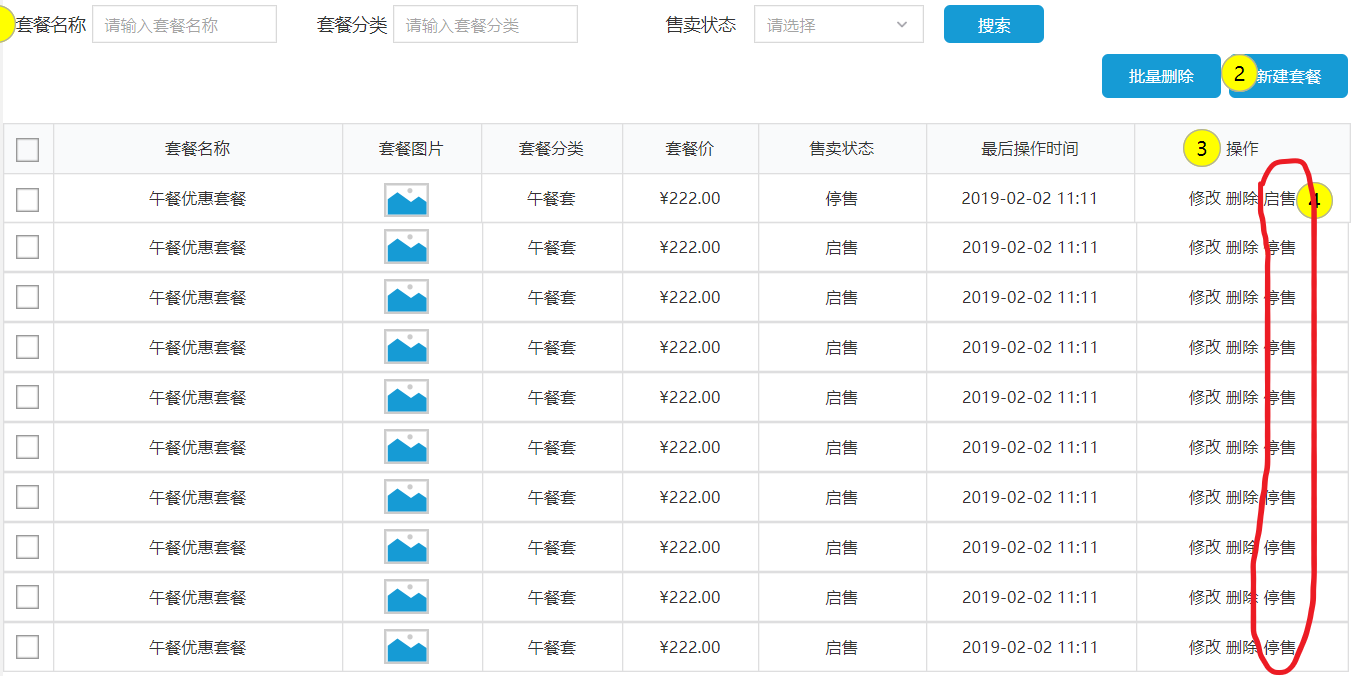 套餐名称 请输入套餐名称 套餐分类 请输入套餐分类 售卖状态 请选择 搜索
批量删除 2 新建套餐
套餐名称 套餐图片 套餐分类 套餐价 售卖状态 最后操作时间 3 操作
午餐优惠套餐 午餐套 ¥222.00 停售 2019-02-02 11:11 修改 删除 启售 4
午餐优惠套餐 午餐套 ¥222.00 启售 2019-02-02 11:11 修改 删除 停售
午餐优惠套餐 午餐套 ¥222.00 启售 2019-02-02 11:11 修改 删除 停售
午餐优惠套餐 午餐套 ¥222.00 启售 2019-02-02 11:11 修改 删除 停售
午餐优惠套餐 午餐套 ¥222.00 启售 2019-02-02 11:11 修改 删除 停售
午餐优惠套餐 午餐套 ¥222.00 启售 2019-02-02 11:11 修改 删除 停售
午餐优惠套餐 午餐套 ¥222.00 启售 2019-02-02 11:11 修改 删除 停售
午餐优惠套餐 午餐套 ¥222.00 启售 2019-02-02 11:11 修改 删除 停售
午餐优惠套餐 午餐套 ¥222.00 启售 2019-02-02 11:11 修改 删除 停售
午餐优惠套餐 午餐套 ¥222.00 启售 2019-02-02 11:11 修改 删除 停售